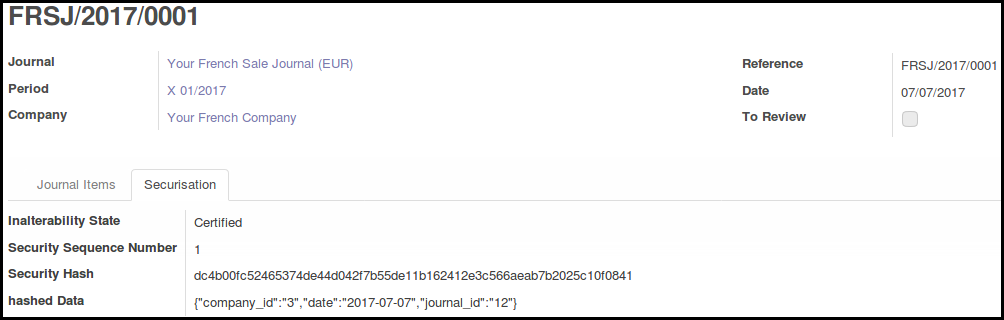 FRSJ/2017/0001
Journal Your French Sale Journal (EUR)
Period X 01/2017
Company Your French Company
Reference FRSJ/2017/0001
Date 07/07/2017
To Review
Journal Items Securisation
Inalterability State Certified
Security Sequence Number 1
Security Hash dc4b00fc52465374de44d042f7b55de11b162412e3c566aeab7b2025c10f0841
hashed Data {"company_id":"3","date":"2017-07-07","journal_id":"12"}